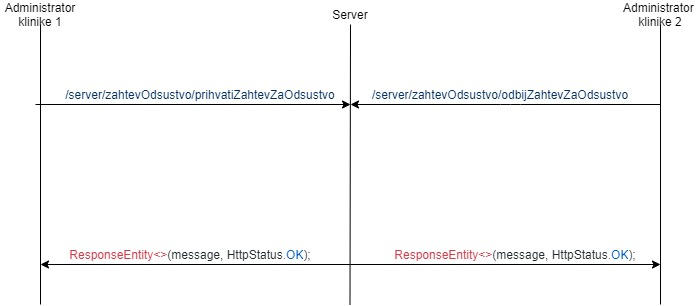 Administrator
klinike 1
Server
Administrator
klinike 2
/server/zahtevOdsustvo/prihvatiZahtevZaOdsustvo
/server/zahtevOdsustvo/odbijZahtevZaOdsustvo
ResponseEntity<>(message, HttpStatus.OK);
ResponseEntity<>(message, HttpStatus.OK);